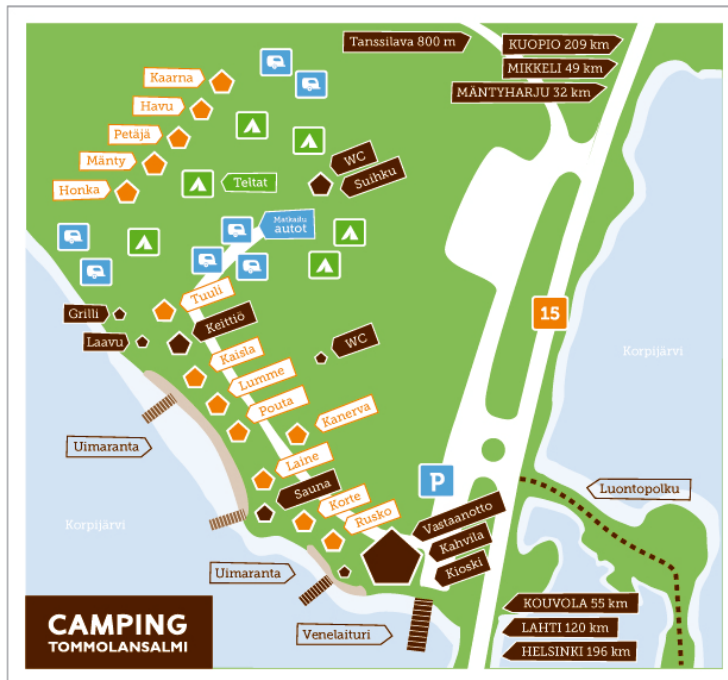 Tanssilava 800 m
KUOPIO 209 km
MIKKELI 49 km
MÄNTYHARJU 32 km
Kaarna
Havu
Petäjä
Mänty
Honka
Teltat
WC
Suihku
Matkailu
autot
Tuuli
Grilli
Keittiö
Laavu
Kaisla
WC
15
Korpijärvi
Lumme
Pouta
Kanerva
Uimaranta
Laine
Sauna
P
Luontopolku
Korte
Rusko
Vastaanotto
Kahvila
Kioski
Korpijärvi
Uimaranta
Venelaituri
KOUVOLA 55 km
LAHTI 120 km
HELSINKI 196 km
CAMPING
TOMMOLANSALMI